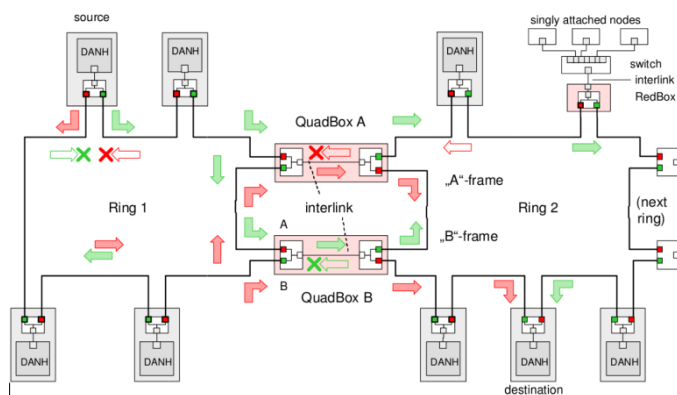 source
singly attached nodes
DANH
DANH
DANH
switch
interlink
RedBox
QuadBox A
„A“-frame
Ring 1
interlink
Ring 2
(next
ring)
A
„B“-frame
B
QuadBox B
DANH
DANH
DANH
DANH
DANH
destination